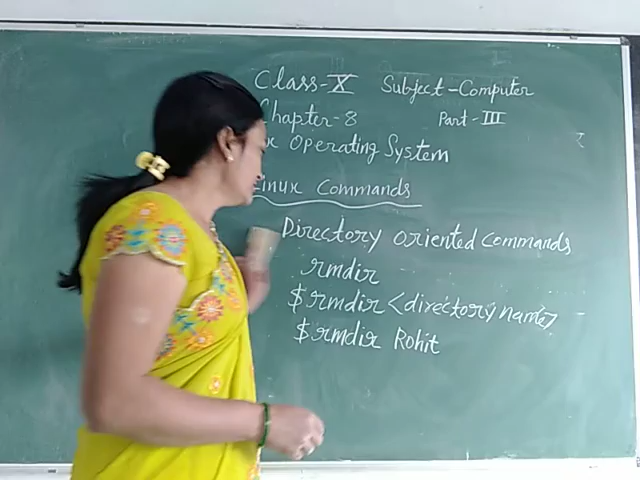 Class-X Subject-Computer
Chapter-8 Part-III
Operating System
Linux Commands
Directory oriented commands
rmdir
$ rmdir <directory name>
$ rmdir Rohit